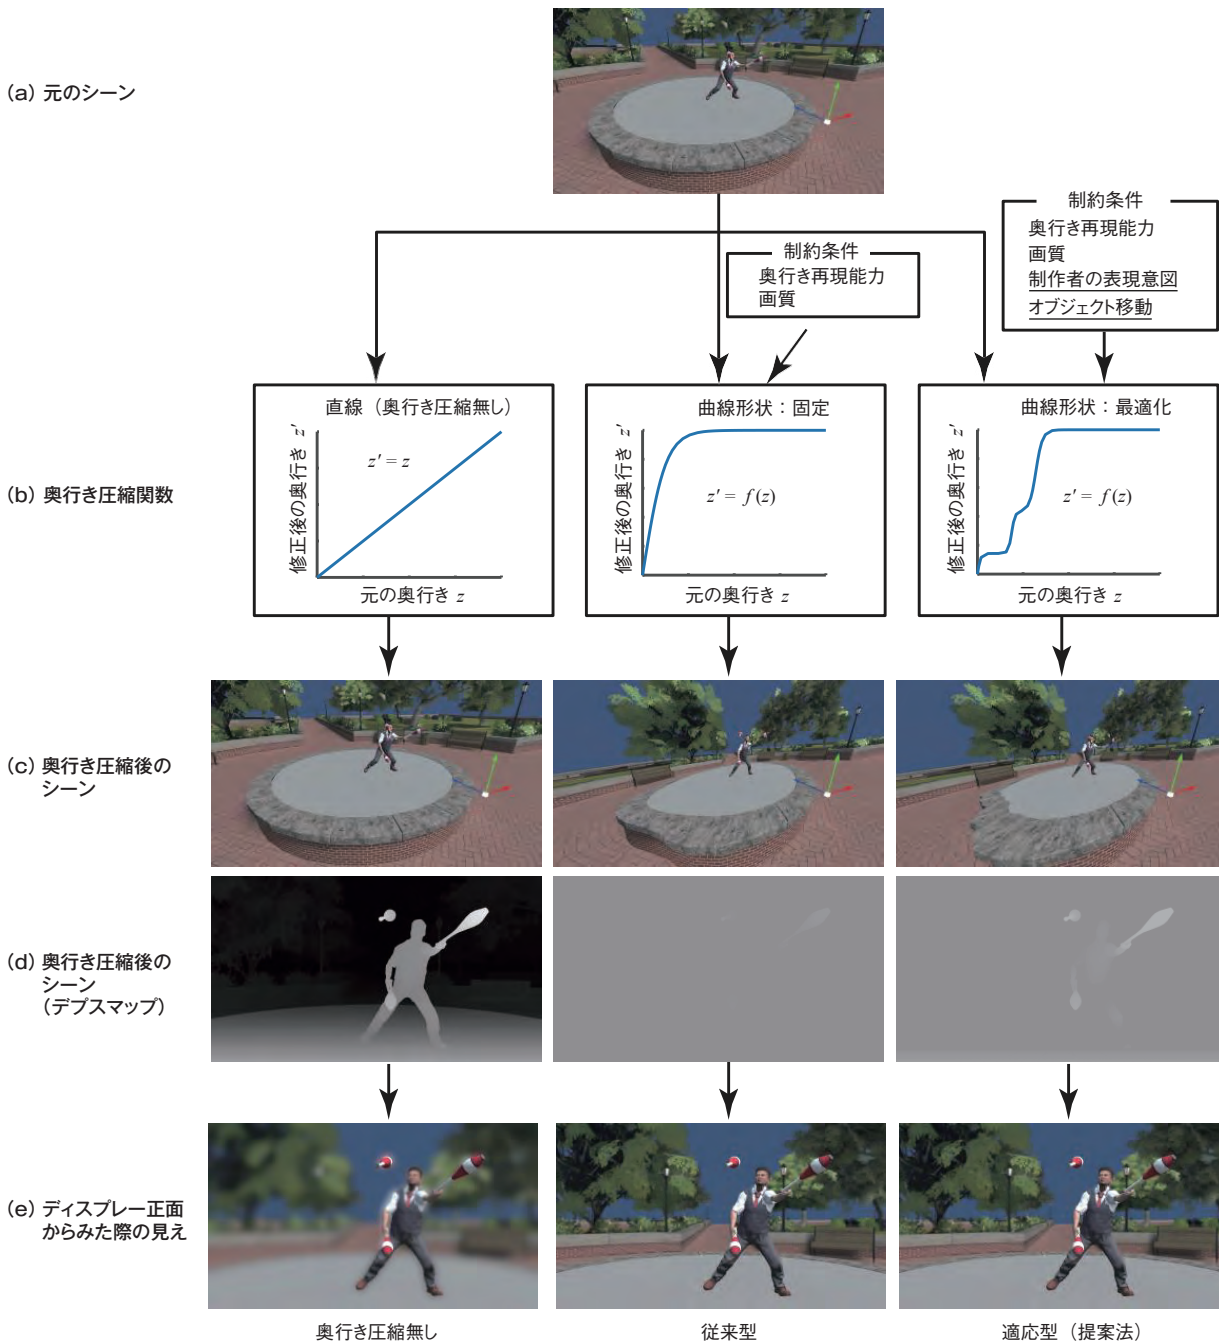 (a) 元のシーン
制約条件
奥行き再現能力
画質
制作者の表現意図
オブジェクト移動
制約条件
奥行き再現能力
画質
(b) 奥行き圧縮関数
直線（奥行き圧縮無し）
修正後の奥行き z′
z′ = z
元の奥行き z
曲線形状：固定
修正後の奥行き z′
z′ = f(z)
元の奥行き z
曲線形状：最適化
修正後の奥行き z′
z′ = f(z)
元の奥行き z
(c) 奥行き圧縮後の
シーン
(d) 奥行き圧縮後の
シーン
（デプスマップ）
(e) ディスプレー正面
からみた際の見え
奥行き圧縮無し
従来型
適応型（提案法）